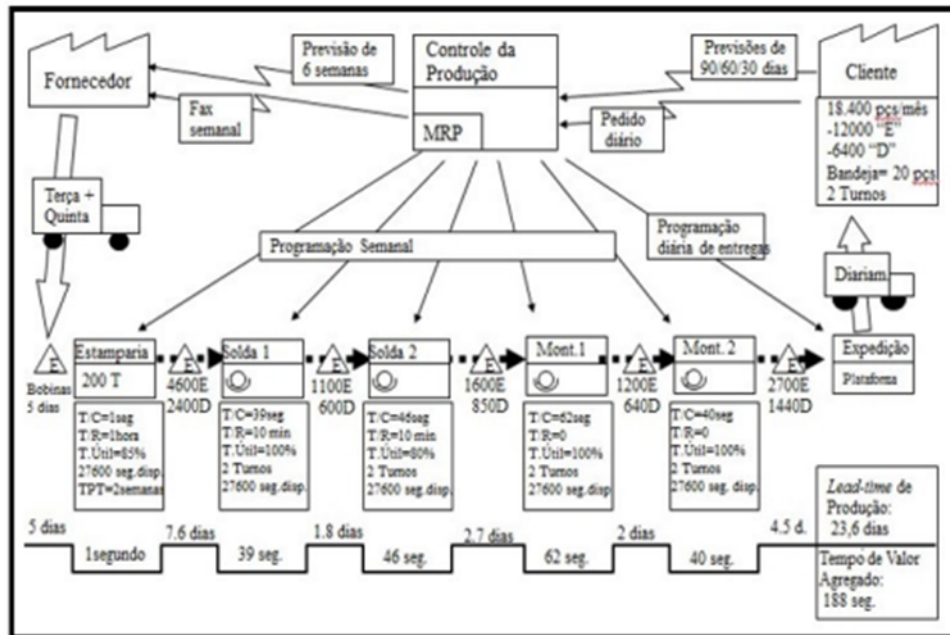 Previsão de
6 semanas
Controle da
Produção
Previsões de
90/60/30 dias
Fornecedor
Cliente
Fax
semanal
MRP
Pedido
diário
18.400 pçs/mês
-12000 “E”
-6400 “D”
Bandeja= 20 pçs
2 Turnos
Terça +
Quinta
Programação Semanal
Programação
diária de entregas
Diariam.
E
Bobinas
5 dias
Estamparia
200 T
E
4600E
2400D
Solda 1
E
1100E
600D
Solda 2
E
1600E
850D
Mont.1
E
1200E
640D
Mont. 2
E
2700E
1440D
Expedição
Plataforma
T/C=1seg
T/R=1hora
T.Útil=85%
27600 seg.disp.
TPT=2semanas
T/C=39seg
T/R=10 min
T.Útil=100%
2 Turnos
27600 seg.disp.
T/C=46seg
T/R=10 min
T.Útil=80%
2 Turnos
27600 seg.disp.
T/C=62seg
T/R=0
T.Útil=100%
2 Turnos
27600 seg.disp.
T/C=40seg
T/R=0
T.Útil=100%
2 Turnos
27600 seg.disp.
5 dias
1segundo
7.6 dias
39 seg.
1.8 dias
46 seg.
2.7 dias
62 seg.
2 dias
40 seg.
4.5 d.
Lead-time de
Produção:
23,6 dias
Tempo de Valor
Agregado:
188 seg.